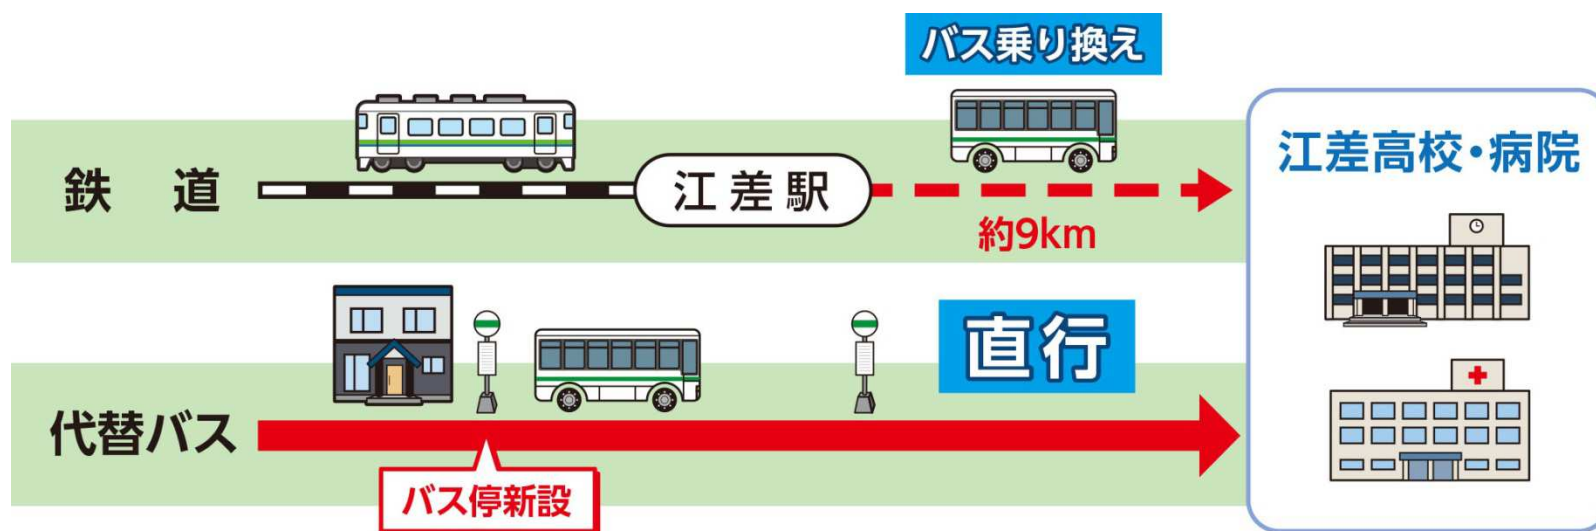 バス乗り換え
鉄道
江差駅
約9km
江差高校・病院
直行
代替バス
バス停新設